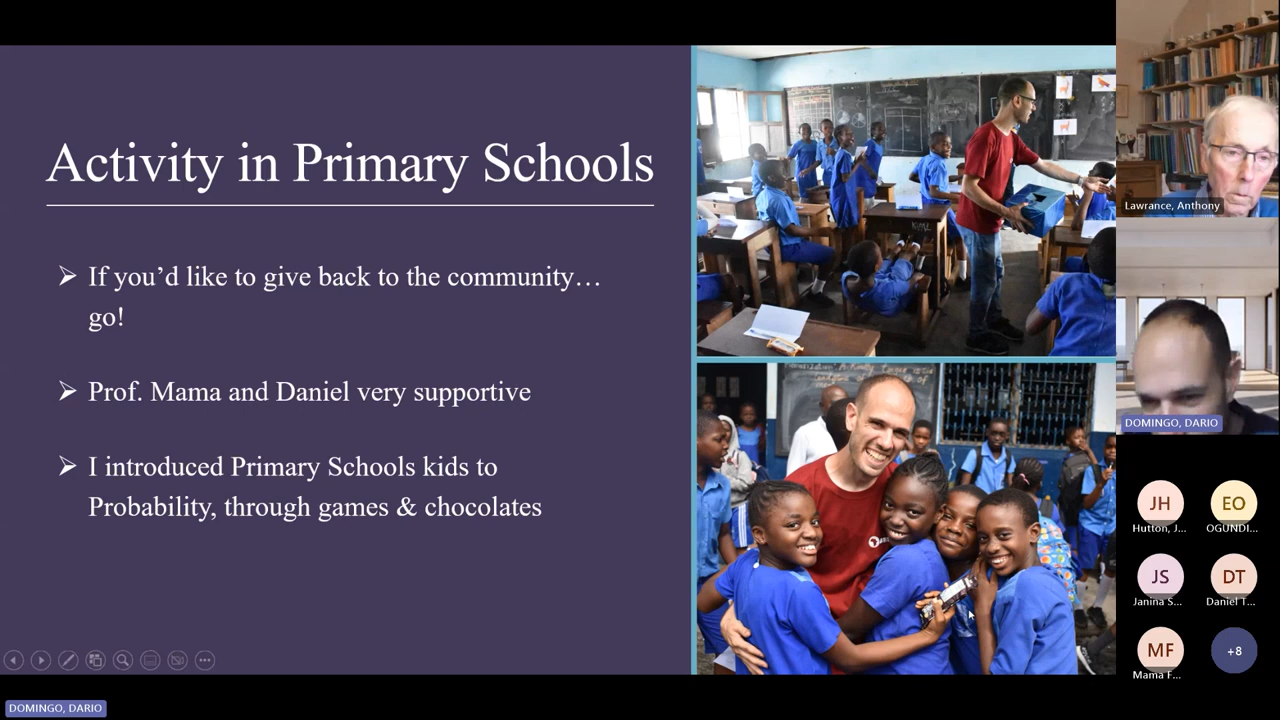 Activity in Primary Schools
➢ If you’d like to give back to the community…
go!
➢ Prof. Mama and Daniel very supportive
➢ I introduced Primary Schools kids to
Probability, through games & chocolates
Lawrance, Anthony
DOMINGO, DARIO
JH
EO
Hutton, J...
OGUNDI...
JS
DT
Janina S...
Daniel T...
MF
+8
Mama F...
DOMINGO, DARIO